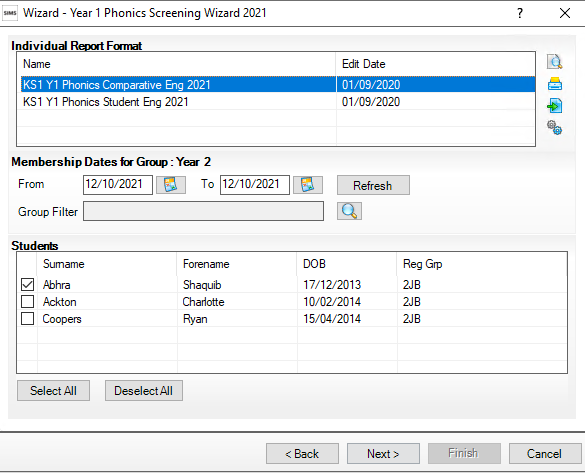 SIMS Wizard - Year 1 Phonics Screening Wizard 2021 ?
Individual Report Format
Name Edit Date
KS1 Y1 Phonics Comparative Eng 2021 01/09/2020
KS1 Y1 Phonics Student Eng 2021 01/09/2020
Membership Dates for Group : Year 2
From 12/10/2021 To 12/10/2021 Refresh
Group Filter
Students
Surname Forename DOB Reg Grp
Abhra Shaquib 17/12/2013 2JB
Ackton Charlotte 10/02/2014 2JB
Coopers Ryan 15/04/2014 2JB
Select All Deselect All
< Back Next > Finish Cancel